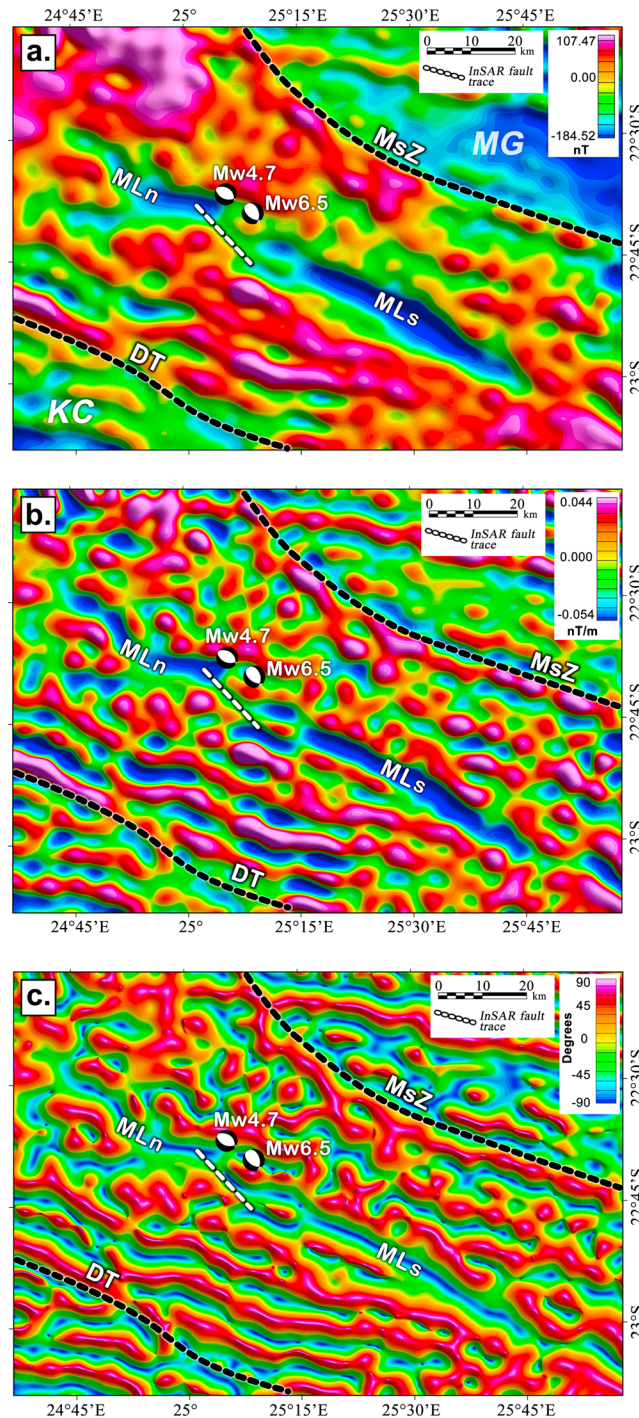 24°45’E 25° 25°15’E 25°30’E 25°45’E
a.
0 10 20
km
InSAR fault
trace
107.47
0.00
-184.52
nT
MsZ
MG
22°30’S
Mw4.7
MLn
Mw6.5
22°45’S
MLs
DT
23°S
KC
b.
0 10 20
km
InSAR fault
trace
0.044
0.000
-0.054
nT/m
22°30’S
Mw4.7
MLn
Mw6.5
MsZ
22°45’S
MLs
23°S
DT
24°45’E 25° 25°15’E 25°30’E 25°45’E
c.
0 10 20
km
InSAR fault
trace
90
45
0
-45
-90
Degrees
MsZ
22°30’S
Mw4.7
MLn
Mw6.5
22°45’S
MLs
DT
23°S
24°45’E 25° 25°15’E 25°30’E 25°45’E